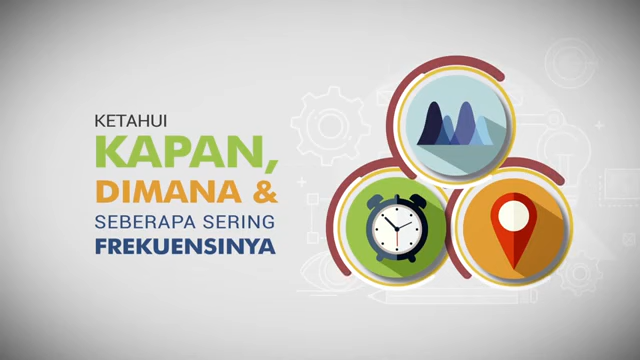 KETAHUI
KAPAN,
DIMANA &
SEBERAPA SERING
FREKUENSINYA